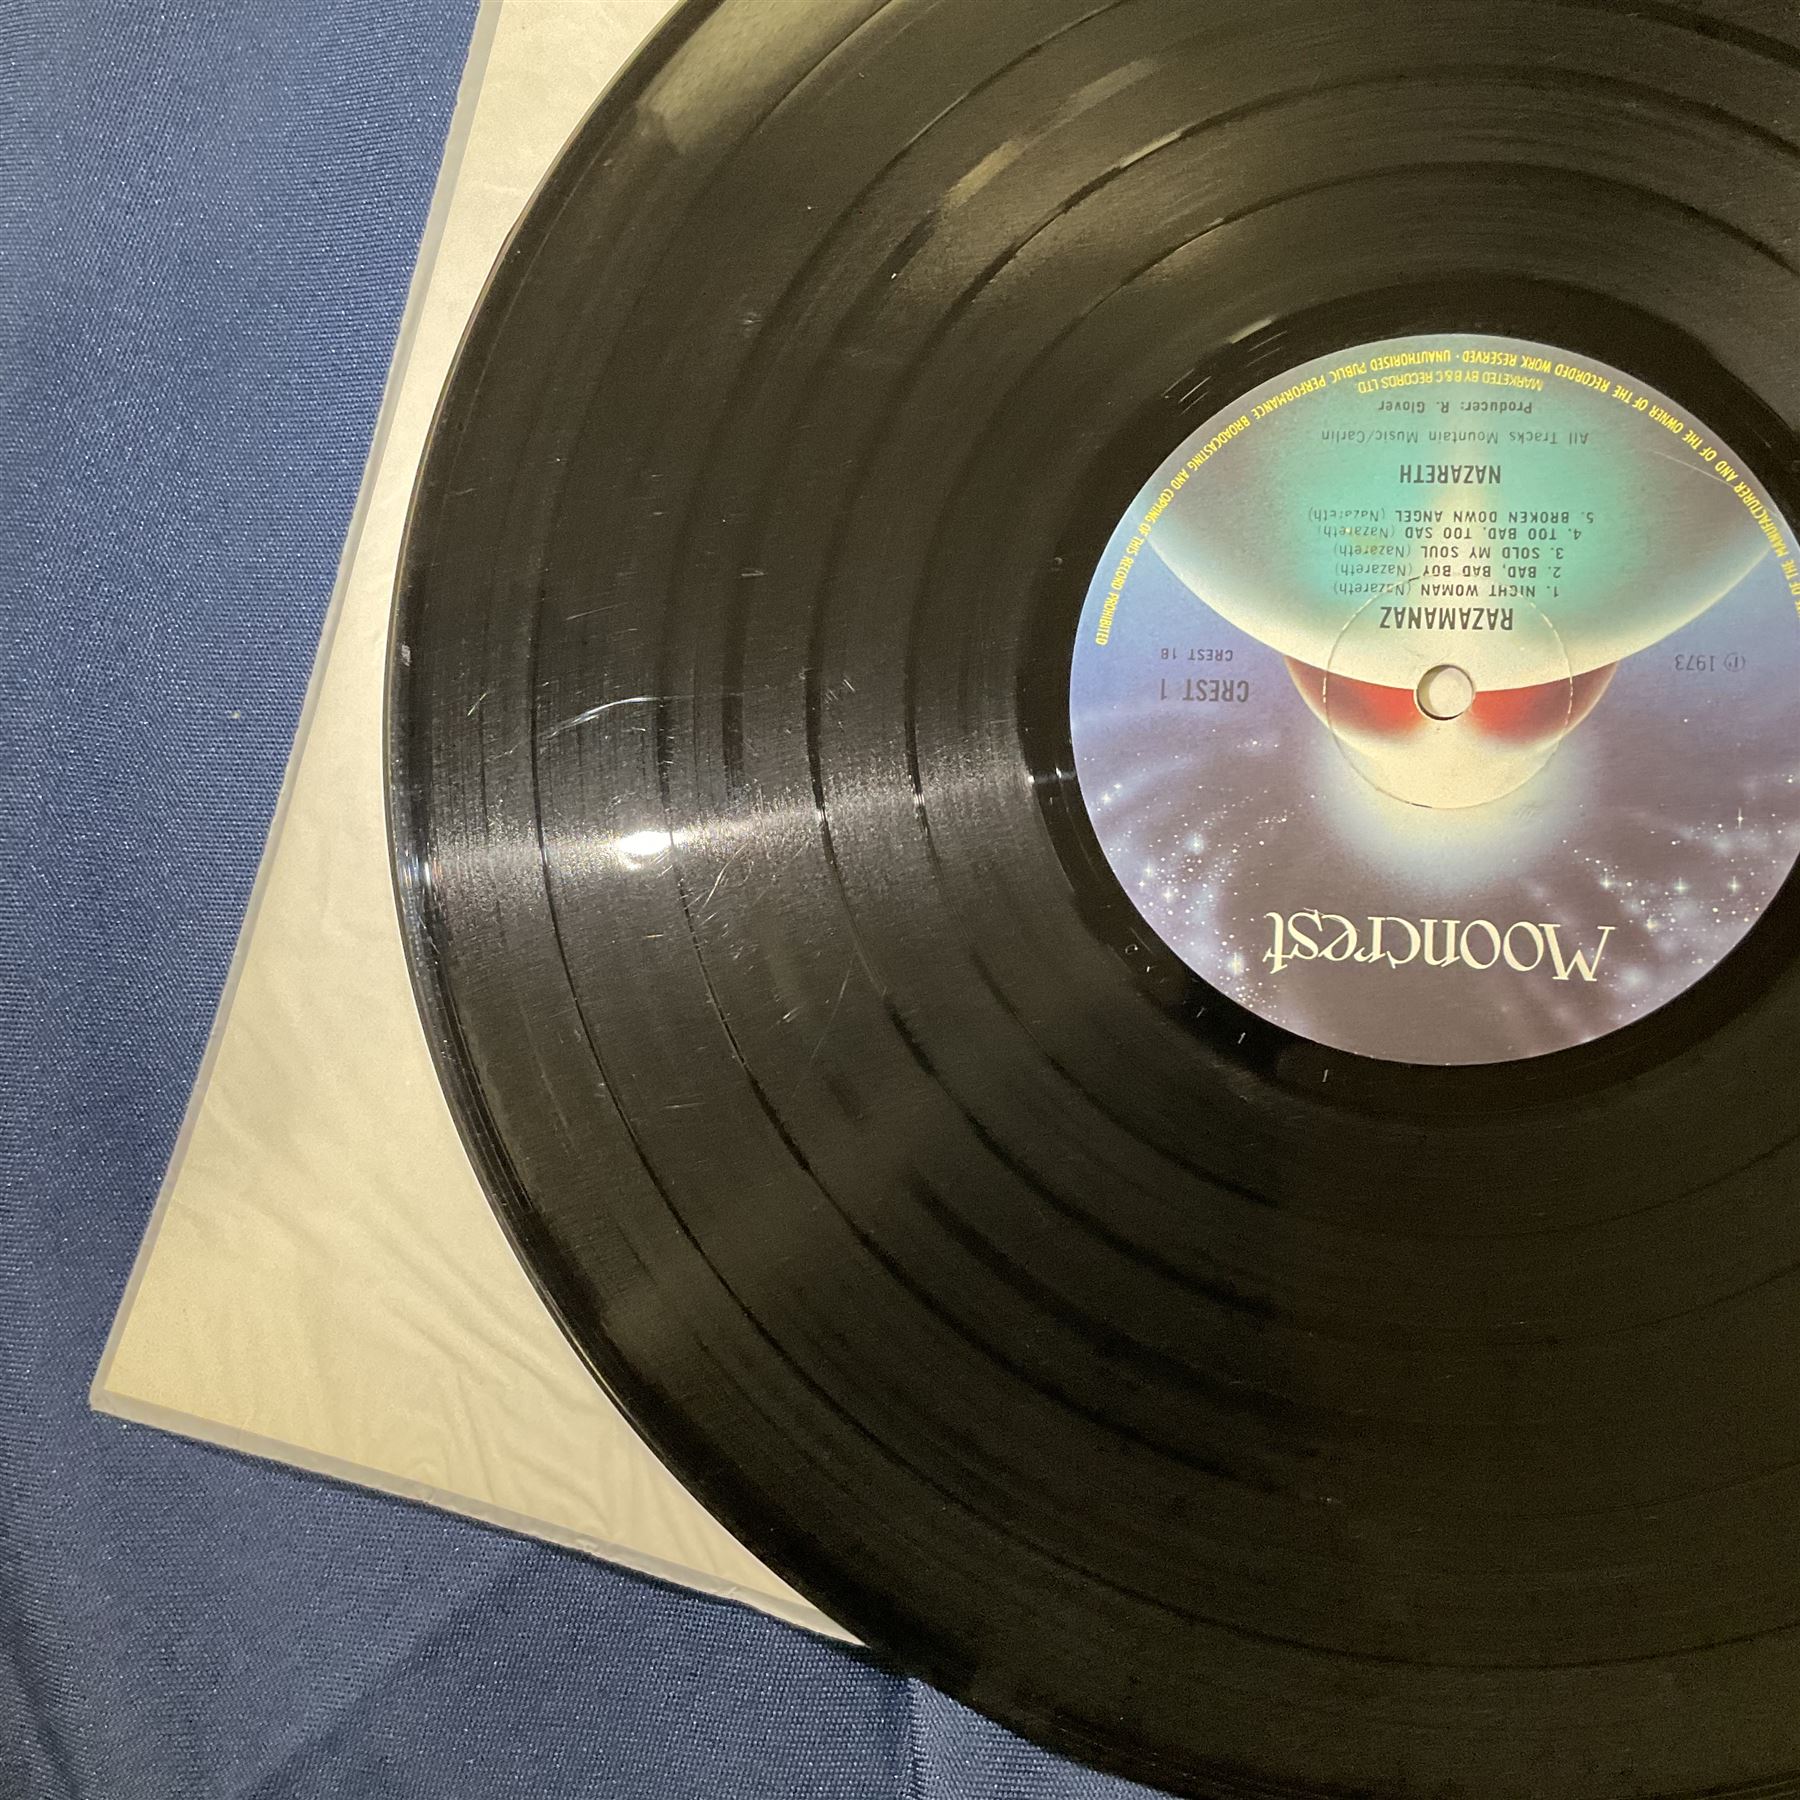 Mooncrest
CREST 1
CREST 1B
℗ 1973
RAZAMANAZ
1. NIGHT WOMAN (Nazareth)
2. BAD, BAD BOY (Nazareth)
3. SOLD MY SOUL (Nazareth)
4. TOO BAD, TOO SAD (Nazareth)
5. BROKEN DOWN ANGEL (Nazareth)
NAZARETH
All Tracks Mountain Music/Carlin
Producer: R. Glover
MARKETED BY B&C RECORDS LTD
OF THE MANUFACTURER AND OF THE OWNER OF THE RECORDED WORK RESERVED · UNAUTHORISED PUBLIC PERFORMANCE BROADCASTING AND COPYING OF THIS RECORD PROHIBITED